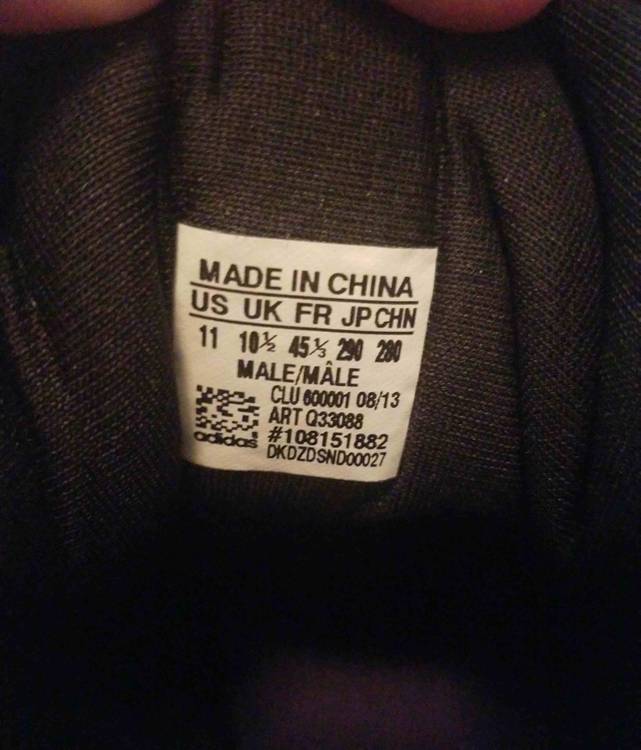 MADE IN CHINA
US UK FR JP CHN
11 10½ 45⅓ 290 280
MALE/MÂLE
CLU 600001 08/13
ART Q33088
#108151882
adidas
DKDZDSND00027